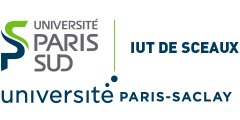 UNIVERSITÉ
PARIS
SUD
IUT DE SCEAUX
université PARIS-SACLAY